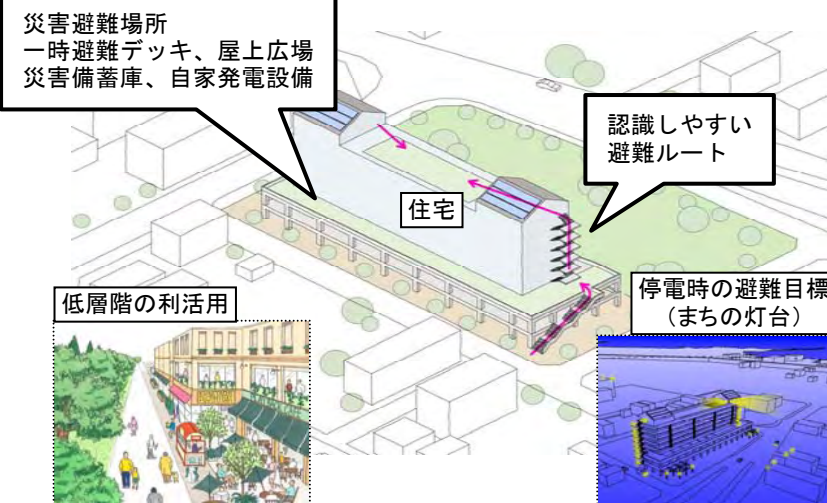 災害避難場所
一時避難デッキ、屋上広場
災害備蓄庫、自家発電設備
認識しやすい
避難ルート
住宅
低層階の利活用
停電時の避難目標
（まちの灯台）